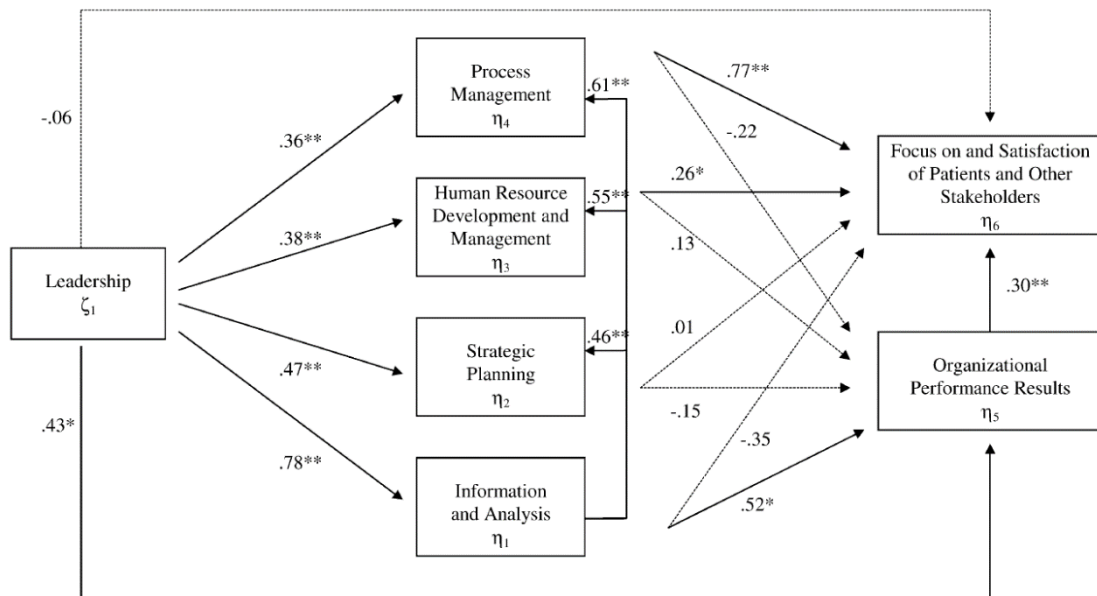 -.06
.43*
Leadership
ζ₁
.36**
.38**
.47**
.78**
Process
Management
η₄
Human Resource
Development and
Management
η₃
Strategic
Planning
η₂
Information
and Analysis
η₁
.61**
.55**
.46**
.77**
-.22
.26*
.13
.01
-.15
-.35
.52*
Focus on and Satisfaction
of Patients and Other
Stakeholders
η₆
.30**
Organizational
Performance Results
η₅